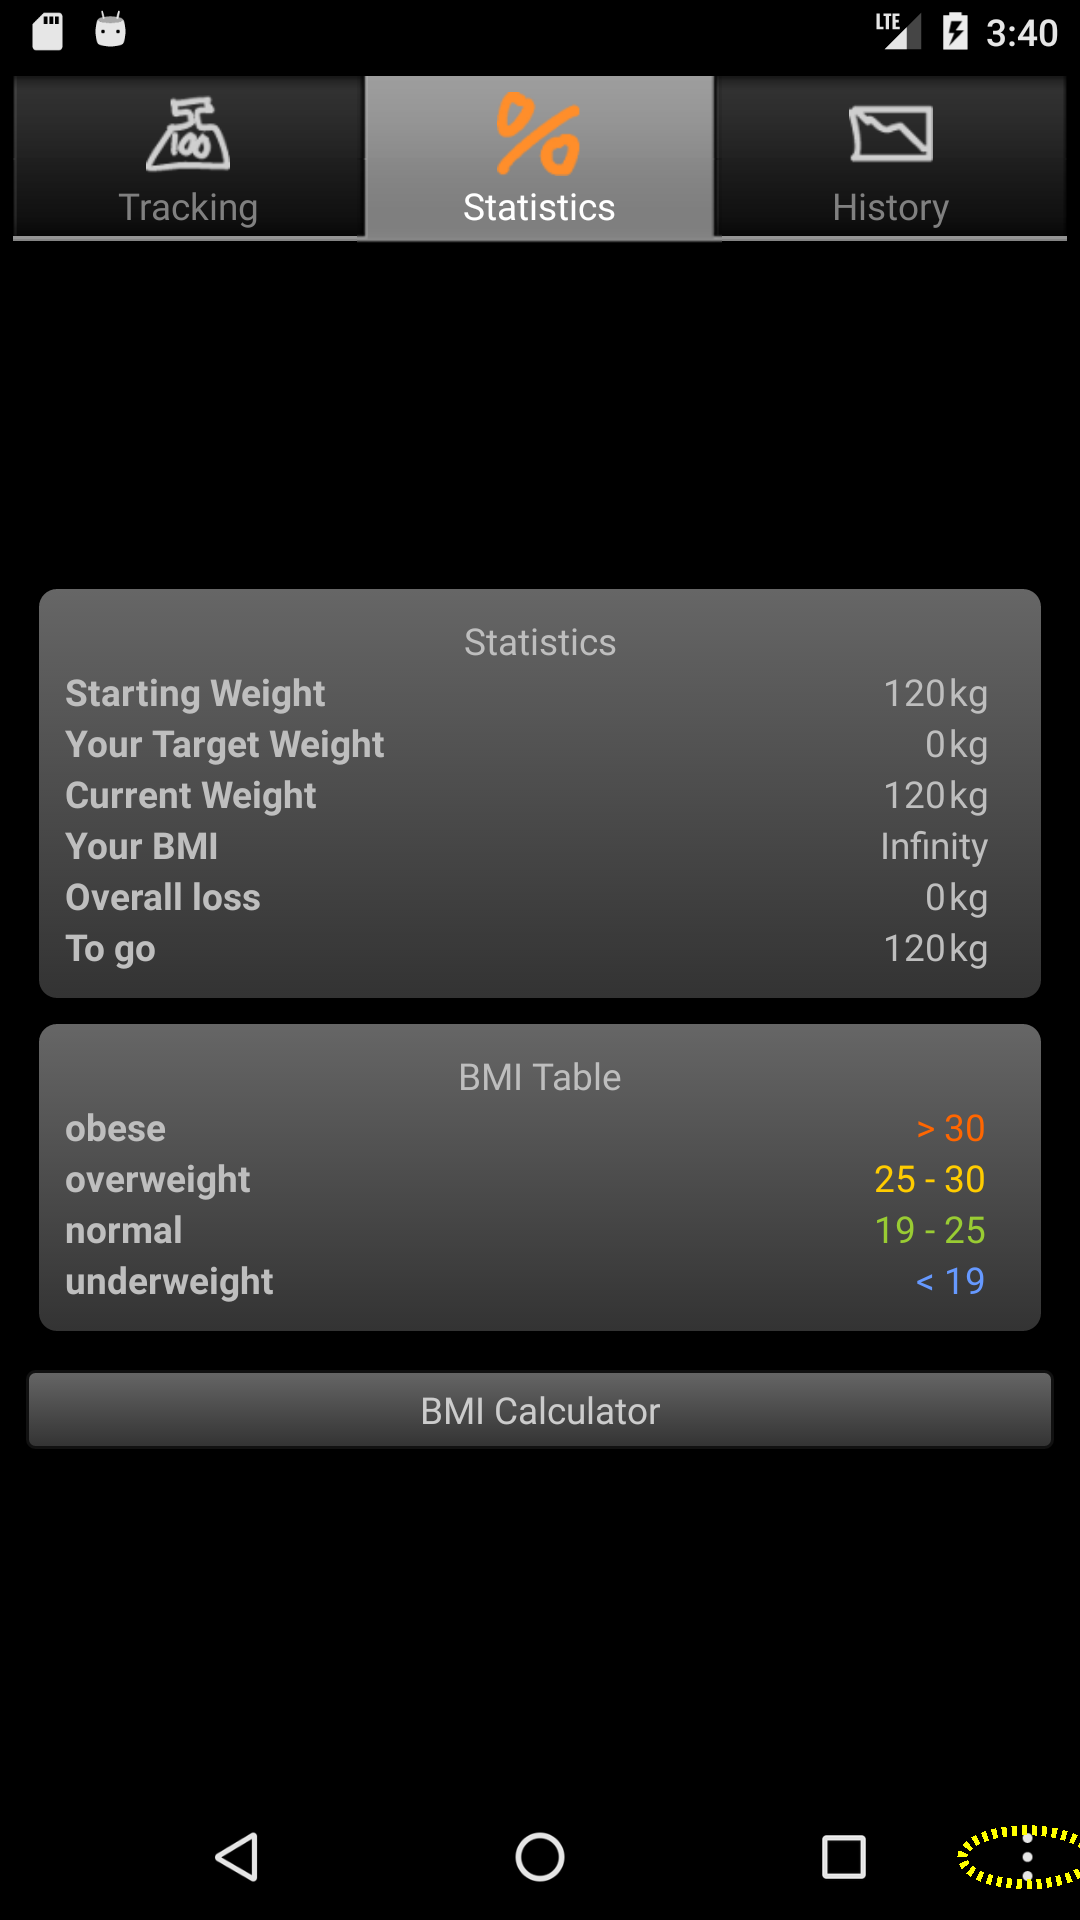 LTE 3:40
100
Tracking Statistics History
Statistics
Starting Weight 120kg
Your Target Weight 0kg
Current Weight 120kg
Your BMI Infinity
Overall loss 0kg
To go 120kg
BMI Table
obese > 30
overweight 25 - 30
normal 19 - 25
underweight < 19
BMI Calculator